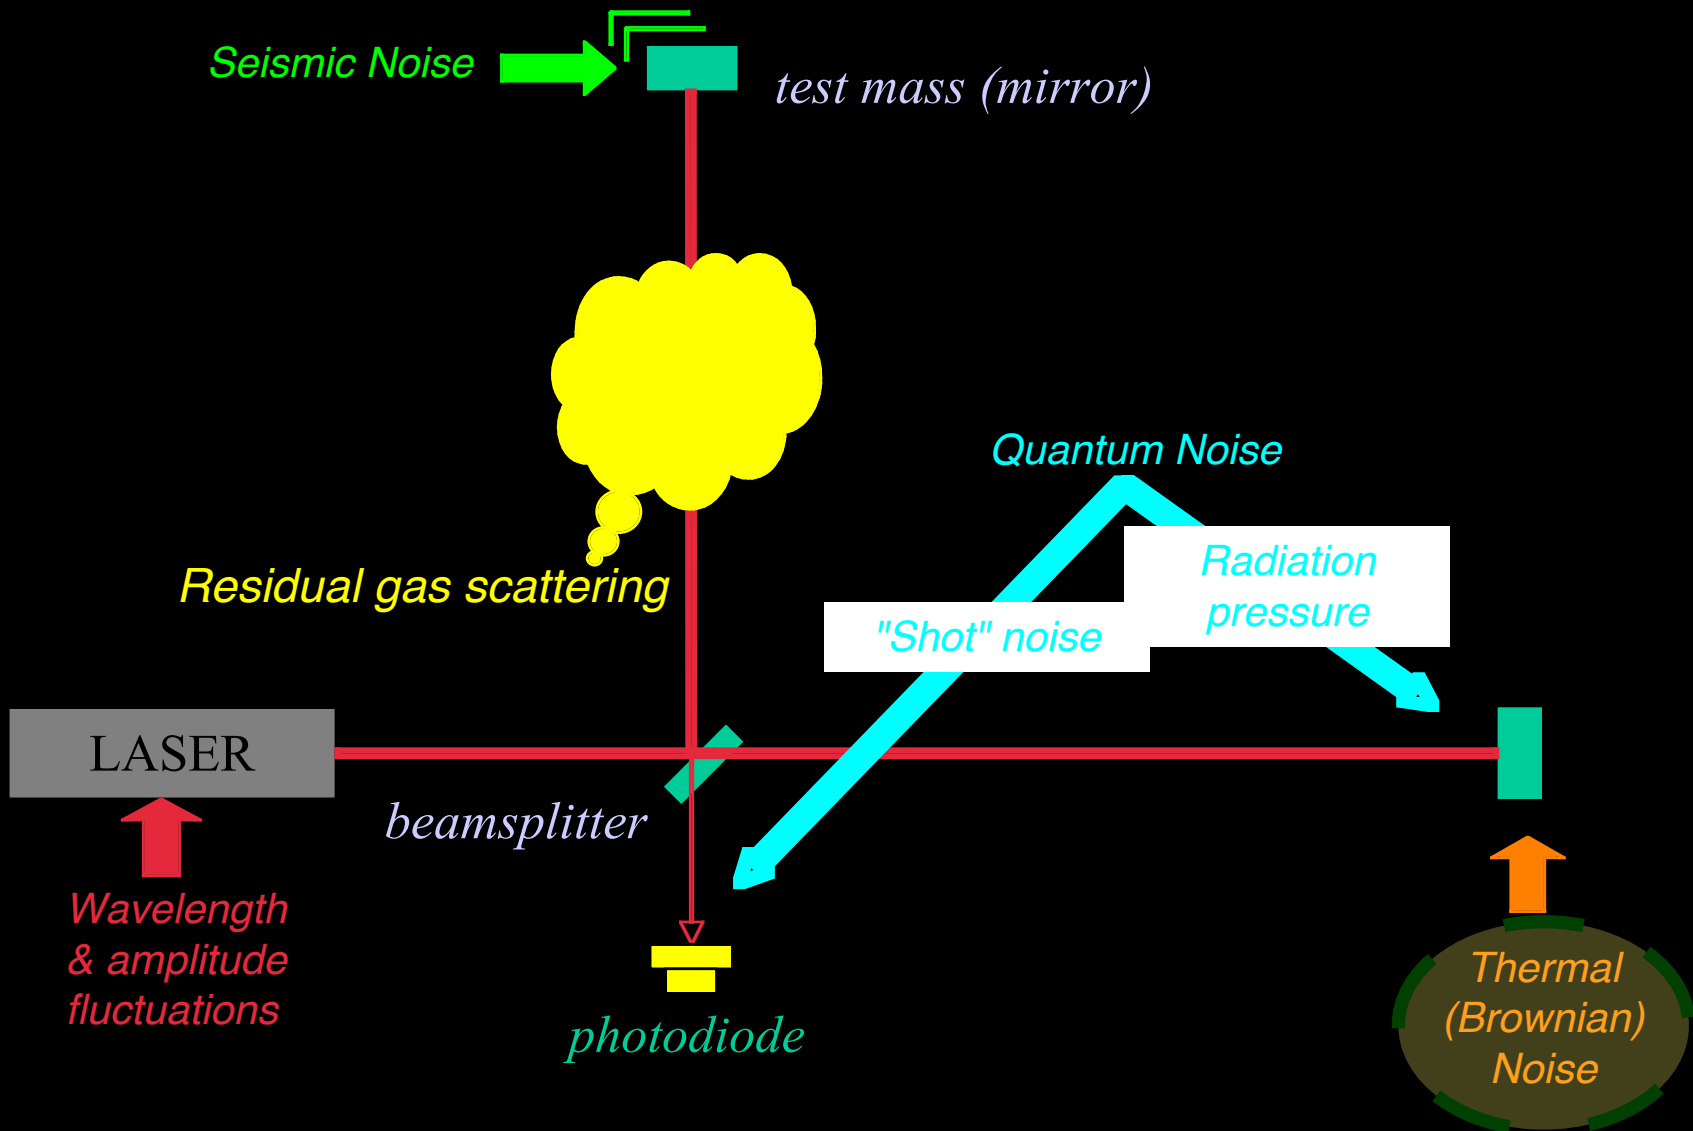 Seismic Noise
test mass (mirror)
Quantum Noise
Radiation
pressure
Residual gas scattering
"Shot" noise
LASER
beamsplitter
Wavelength
& amplitude
fluctuations
photodiode
Thermal
(Brownian)
Noise